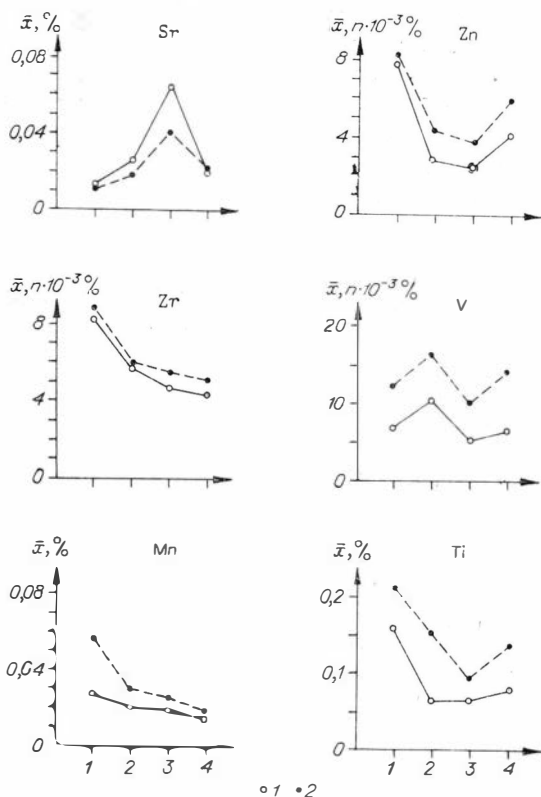 x̄, % Sr
0,08
0,04
0
x̄, n·10⁻³% Zn
8
4
0
x̄, n·10⁻³% Zr
8
4
0
x̄, n·10⁻³% V
20
10
0
x̄, % Mn
0,08
0,04
0
1 2 3 4
x̄, % Ti
0,2
0,1
0
1 2 3 4
○1 •2